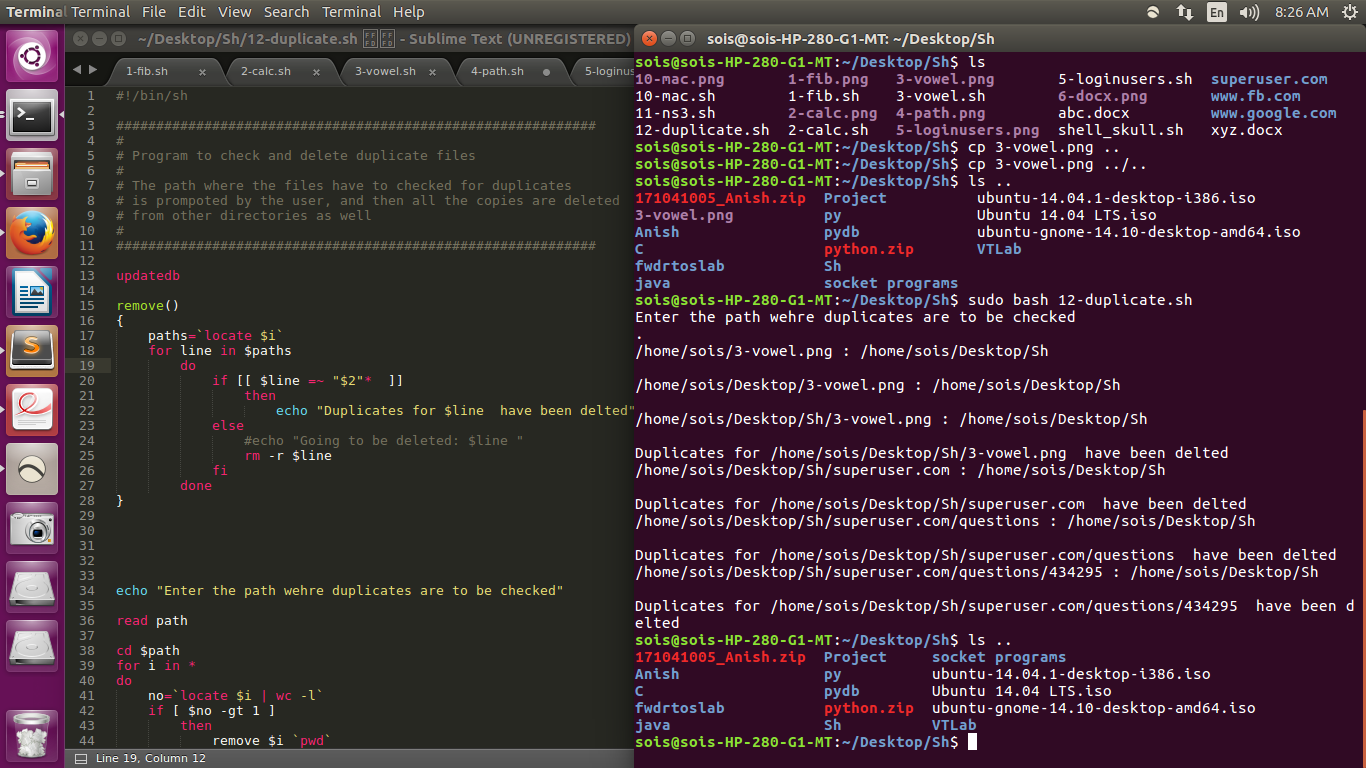 Terminal Terminal File Edit View Search Terminal Help
En 8:26 AM
~/Desktop/Sh/12-duplicate.sh - Sublime Text (UNREGISTERED)
1-fib.sh × 2-calc.sh × 3-vowel.sh × 4-path.sh 5-loginus
1 #!/bin/sh
2
3 ############################################################
4 #
5 # Program to check and delete duplicate files
6 #
7 # The path where the files have to checked for duplicates
8 # is prompoted by the user, and then all the copies are deleted
9 # from other directories as well
10 #
11 ############################################################
12
13 updatedb
14
15 remove()
16 {
17 paths=`locate $i`
18 for line in $paths
19 do
20 if [[ $line =~ "$2"* ]]
21 then
22 echo "Duplicates for $line have been delted"
23 else
24 #echo "Going to be deleted: $line "
25 rm -r $line
26 fi
27 done
28 }
29
30
31
32
33
34 echo "Enter the path wehre duplicates are to be checked"
35
36 read path
37
38 cd $path
39 for i in *
40 do
41 no=`locate $i | wc -l`
42 if [ $no -gt 1 ]
43 then
44 remove $i `pwd`
Line 19, Column 12
sois@sois-HP-280-G1-MT: ~/Desktop/Sh
sois@sois-HP-280-G1-MT:~/Desktop/Sh$ ls
10-mac.png 1-fib.png 3-vowel.png 5-loginusers.sh superuser.com
10-mac.sh 1-fib.sh 3-vowel.sh 6-docx.png www.fb.com
11-ns3.sh 2-calc.png 4-path.png abc.docx www.google.com
12-duplicate.sh 2-calc.sh 5-loginusers.png shell_skull.sh xyz.docx
sois@sois-HP-280-G1-MT:~/Desktop/Sh$ cp 3-vowel.png ..
sois@sois-HP-280-G1-MT:~/Desktop/Sh$ cp 3-vowel.png ../..
sois@sois-HP-280-G1-MT:~/Desktop/Sh$ ls ..
171041005_Anish.zip Project ubuntu-14.04.1-desktop-i386.iso
3-vowel.png py Ubuntu 14.04 LTS.iso
Anish pydb ubuntu-gnome-14.10-desktop-amd64.iso
C python.zip VTLab
fwdrtoslab Sh
java socket programs
sois@sois-HP-280-G1-MT:~/Desktop/Sh$ sudo bash 12-duplicate.sh
Enter the path wehre duplicates are to be checked
.
/home/sois/3-vowel.png : /home/sois/Desktop/Sh
/home/sois/Desktop/3-vowel.png : /home/sois/Desktop/Sh
/home/sois/Desktop/Sh/3-vowel.png : /home/sois/Desktop/Sh
Duplicates for /home/sois/Desktop/Sh/3-vowel.png have been delted
/home/sois/Desktop/Sh/superuser.com : /home/sois/Desktop/Sh
Duplicates for /home/sois/Desktop/Sh/superuser.com have been delted
/home/sois/Desktop/Sh/superuser.com/questions : /home/sois/Desktop/Sh
Duplicates for /home/sois/Desktop/Sh/superuser.com/questions have been delted
/home/sois/Desktop/Sh/superuser.com/questions/434295 : /home/sois/Desktop/Sh
Duplicates for /home/sois/Desktop/Sh/superuser.com/questions/434295 have been d
elted
sois@sois-HP-280-G1-MT:~/Desktop/Sh$ ls ..
171041005_Anish.zip Project socket programs
Anish py ubuntu-14.04.1-desktop-i386.iso
C pydb Ubuntu 14.04 LTS.iso
fwdrtoslab python.zip ubuntu-gnome-14.10-desktop-amd64.iso
java Sh VTLab
sois@sois-HP-280-G1-MT:~/Desktop/Sh$